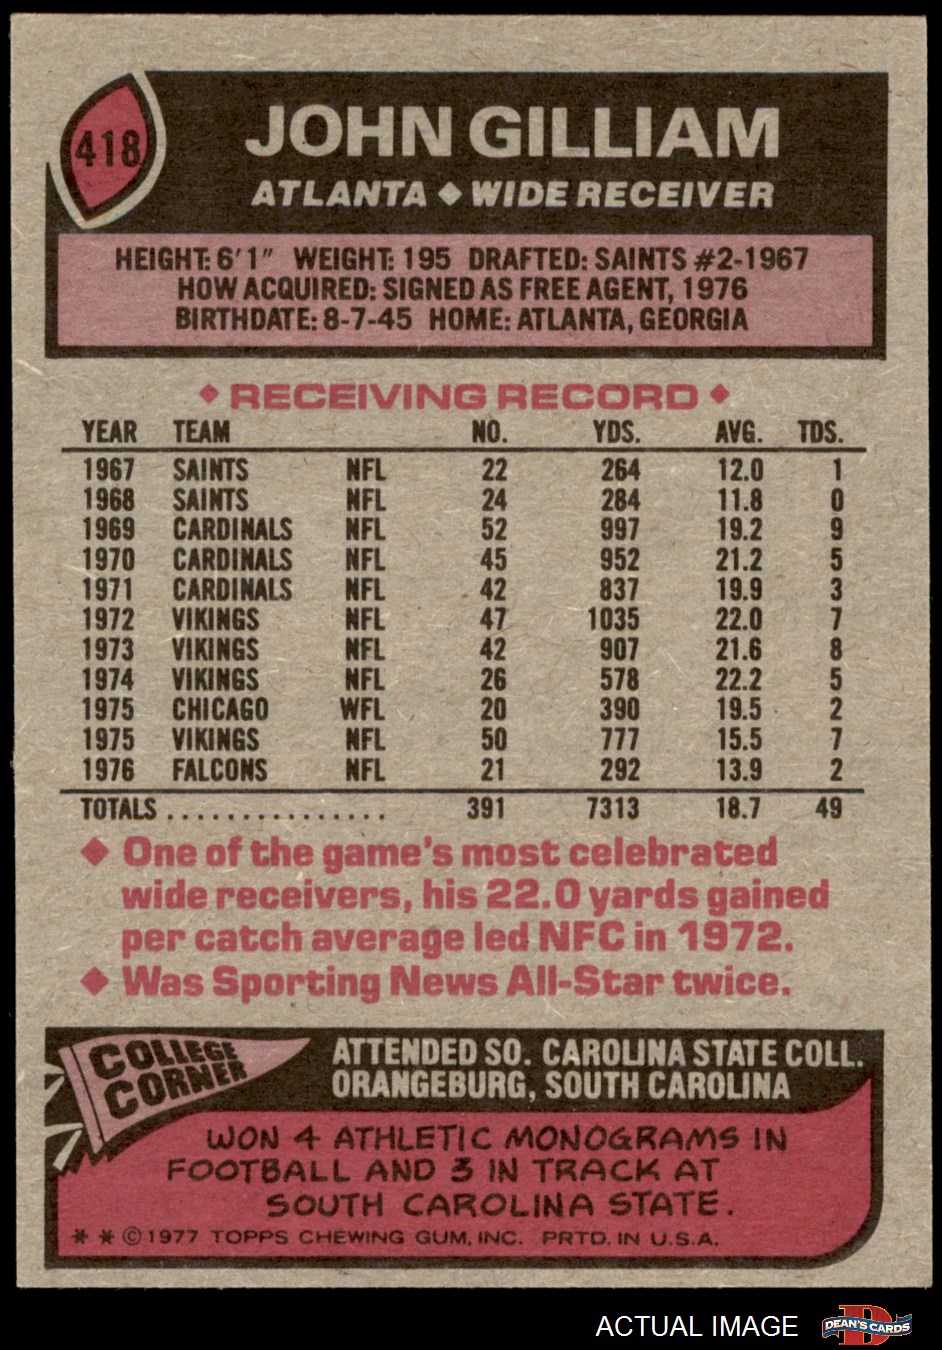 418
JOHN GILLIAM
ATLANTA ◆ WIDE RECEIVER
HEIGHT: 6'1" WEIGHT: 195 DRAFTED: SAINTS #2-1967
HOW ACQUIRED: SIGNED AS FREE AGENT, 1976
BIRTHDATE: 8-7-45 HOME: ATLANTA, GEORGIA
◆ RECEIVING RECORD ◆
YEAR TEAM NO. YDS. AVG. TDS.
1967 SAINTS NFL 22 264 12.0 1
1968 SAINTS NFL 24 284 11.8 0
1969 CARDINALS NFL 52 997 19.2 9
1970 CARDINALS NFL 45 952 21.2 5
1971 CARDINALS NFL 42 837 19.9 3
1972 VIKINGS NFL 47 1035 22.0 7
1973 VIKINGS NFL 42 907 21.6 8
1974 VIKINGS NFL 26 578 22.2 5
1975 CHICAGO WFL 20 390 19.5 2
1975 VIKINGS NFL 50 777 15.5 7
1976 FALCONS NFL 21 292 13.9 2
TOTALS ............... 391 7313 18.7 49
◆ One of the game's most celebrated
wide receivers, his 22.0 yards gained
per catch average led NFC in 1972.
◆ Was Sporting News All-Star twice.
COLLEGE
CORNER
ATTENDED SO. CAROLINA STATE COLL.
ORANGEBURG, SOUTH CAROLINA
WON 4 ATHLETIC MONOGRAMS IN
FOOTBALL AND 3 IN TRACK AT
SOUTH CAROLINA STATE.
* * ©1977 TOPPS CHEWING GUM, INC. PRTD. IN U.S.A.
ACTUAL IMAGE
D
DEAN'S CARDS